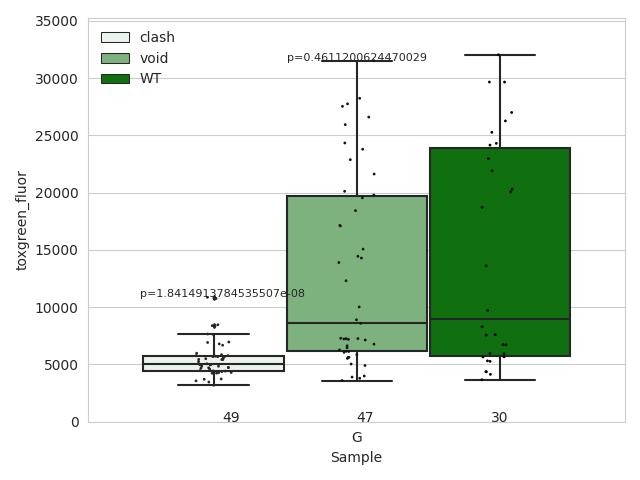 35000
30000
25000
20000
15000
10000
5000
0
toxgreen_fluor
clash
void
WT
p=0.4611200624470029
p=1.8414913784535507e-08
49 47 30
G
Sample